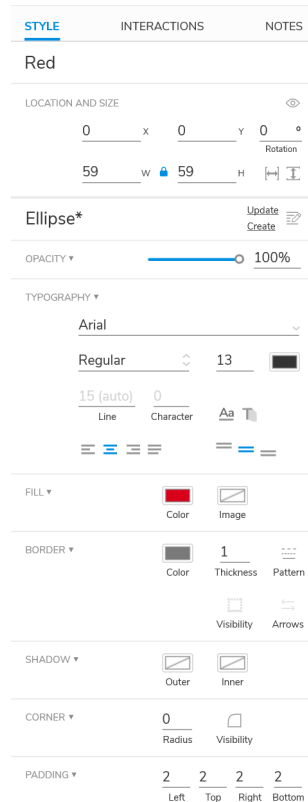 STYLE INTERACTIONS NOTES
Red
LOCATION AND SIZE
0 X 0 Y 0 °
Rotation
59 W 59 H
Ellipse* Update
Create
OPACITY ▾ 100%
TYPOGRAPHY ▾
Arial
Regular 13
15 (auto) 0
Line Character Aa
FILL ▾
Color Image
BORDER ▾ 1
Color Thickness Pattern
Visibility Arrows
SHADOW ▾
Outer Inner
CORNER ▾ 0
Radius Visibility
PADDING ▾ 2 2 2 2
Left Top Right Bottom